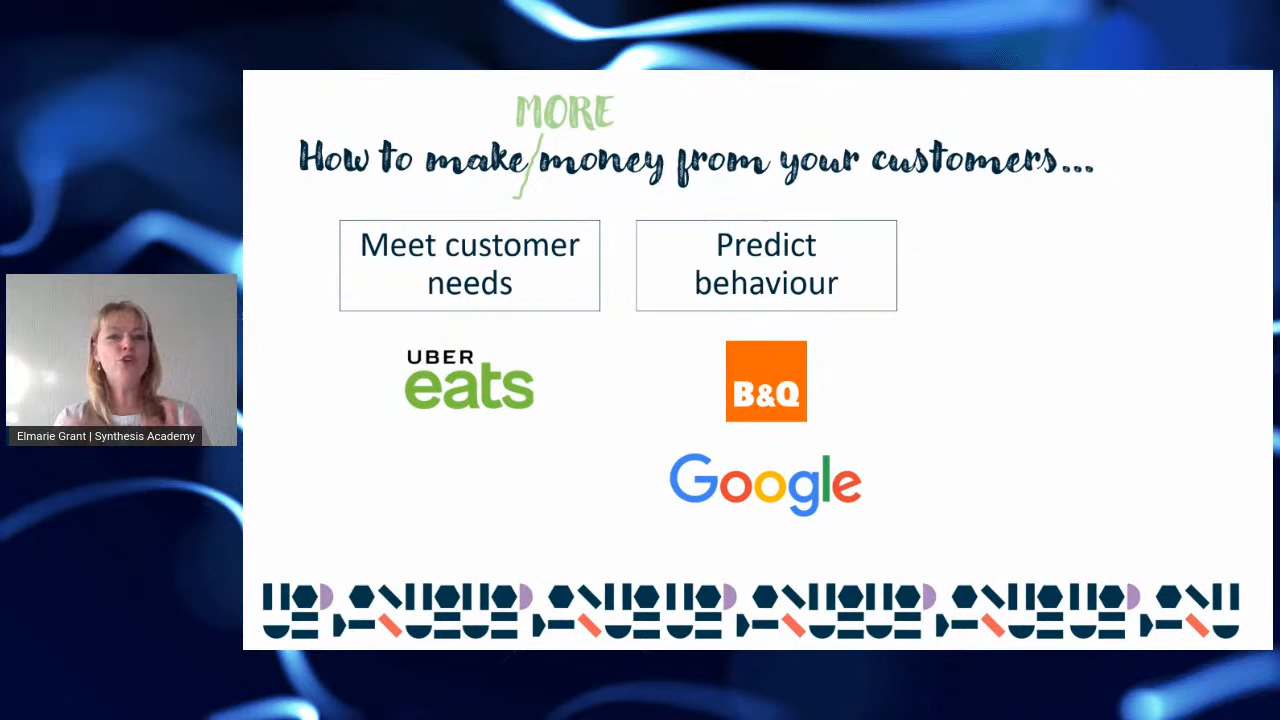 MORE
How to make money from your customers...
Meet customer
needs
Predict
behaviour
UBER
eats
B&Q
Google
Elmarie Grant | Synthesis Academy